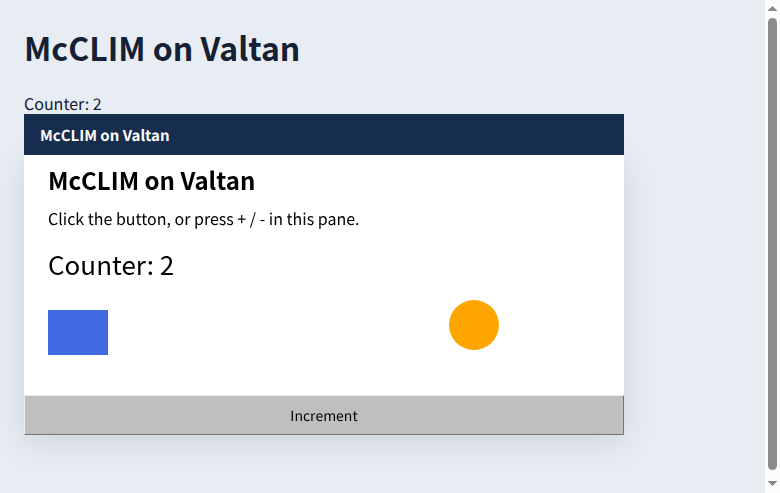 McCLIM on Valtan
Counter: 2
McCLIM on Valtan
McCLIM on Valtan
Click the button, or press + / - in this pane.
Counter: 2
Increment